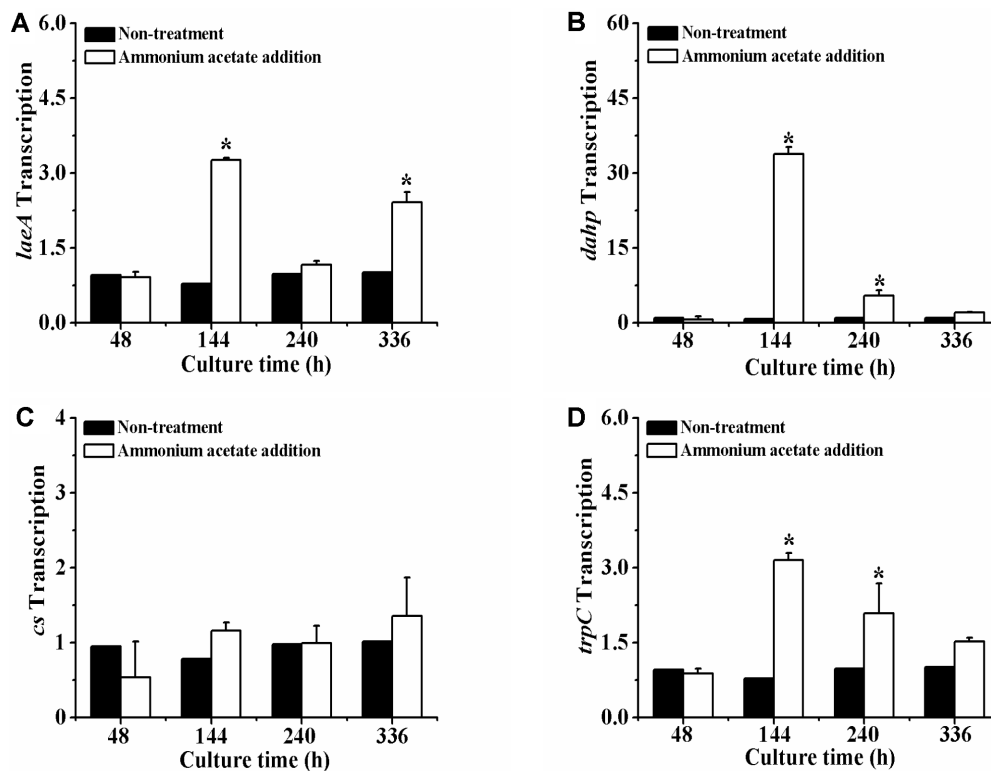 A
Non-treatment
Ammonium acetate addition
6.0
4.5
3.0
1.5
0.0
laeA Transcription
*
*
48 144 240 336
Culture time (h)
B
Non-treatment
Ammonium acetate addition
60
45
30
15
0
dahp Transcription
*
*
48 144 240 336
Culture time (h)
C
Non-treatment
Ammonium acetate addition
4
3
2
1
0
cs Transcription
48 144 240 336
Culture time (h)
D
Non-treatment
Ammonium acetate addition
6.0
4.5
3.0
1.5
0.0
trpC Transcription
*
*
48 144 240 336
Culture time (h)